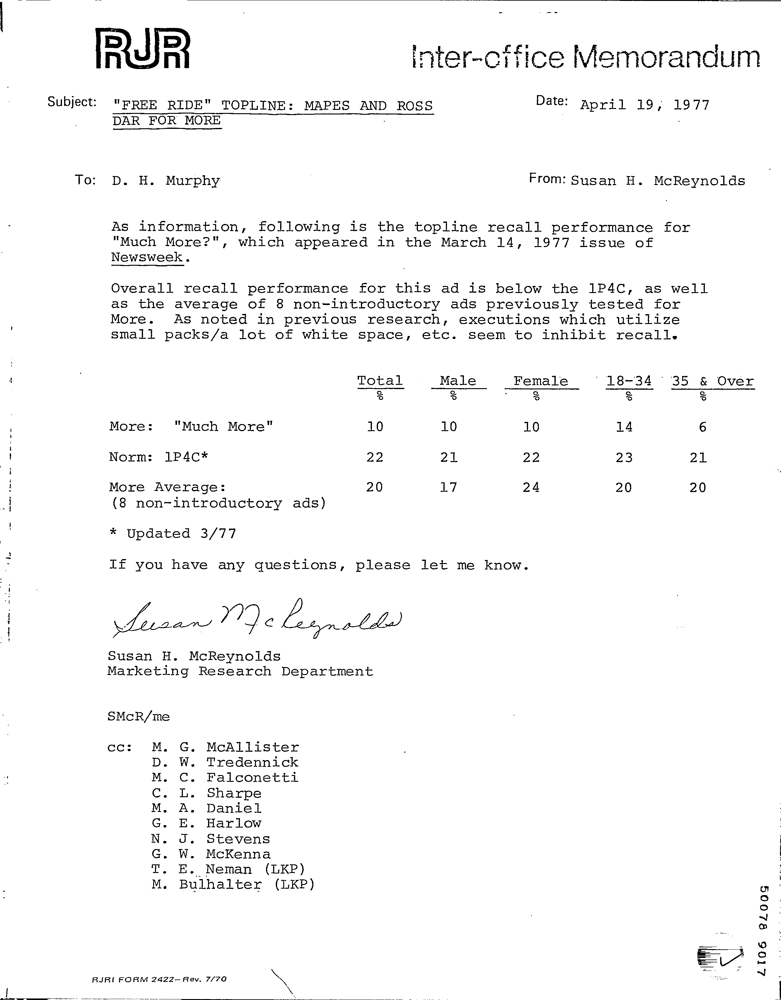 RJR
Inter-office Memorandum
Subject: "FREE RIDE" TOPLINE: MAPES AND ROSS
DAR FOR MORE
Date: April 19, 1977
To: D. H. Murphy
From: Susan H. McReynolds
As information, following is the topline recall performance for
"Much More?", which appeared in the March 14, 1977 issue of
Newsweek.
Overall recall performance for this ad is below the 1P4C, as well
as the average of 8 non-introductory ads previously tested for
More. As noted in previous research, executions which utilize
small packs/a lot of white space, etc. seem to inhibit recall.
Total Male Female 18-34 35 & Over
% % % % %
More: "Much More" 10 10 10 14 6
Norm: 1P4C* 22 21 22 23 21
More Average: 20 17 24 20 20
(8 non-introductory ads)
* Updated 3/77
If you have any questions, please let me know.
Susan McReynolds
Susan H. McReynolds
Marketing Research Department
SMcR/me
cc: M. G. McAllister
D. W. Tredennick
M. C. Falconetti
C. L. Sharpe
M. A. Daniel
G. E. Harlow
N. J. Stevens
G. W. McKenna
T. E. Neman (LKP)
M. Bulhalter (LKP)
RJRI FORM 2422–Rev. 7/70
50078 9017